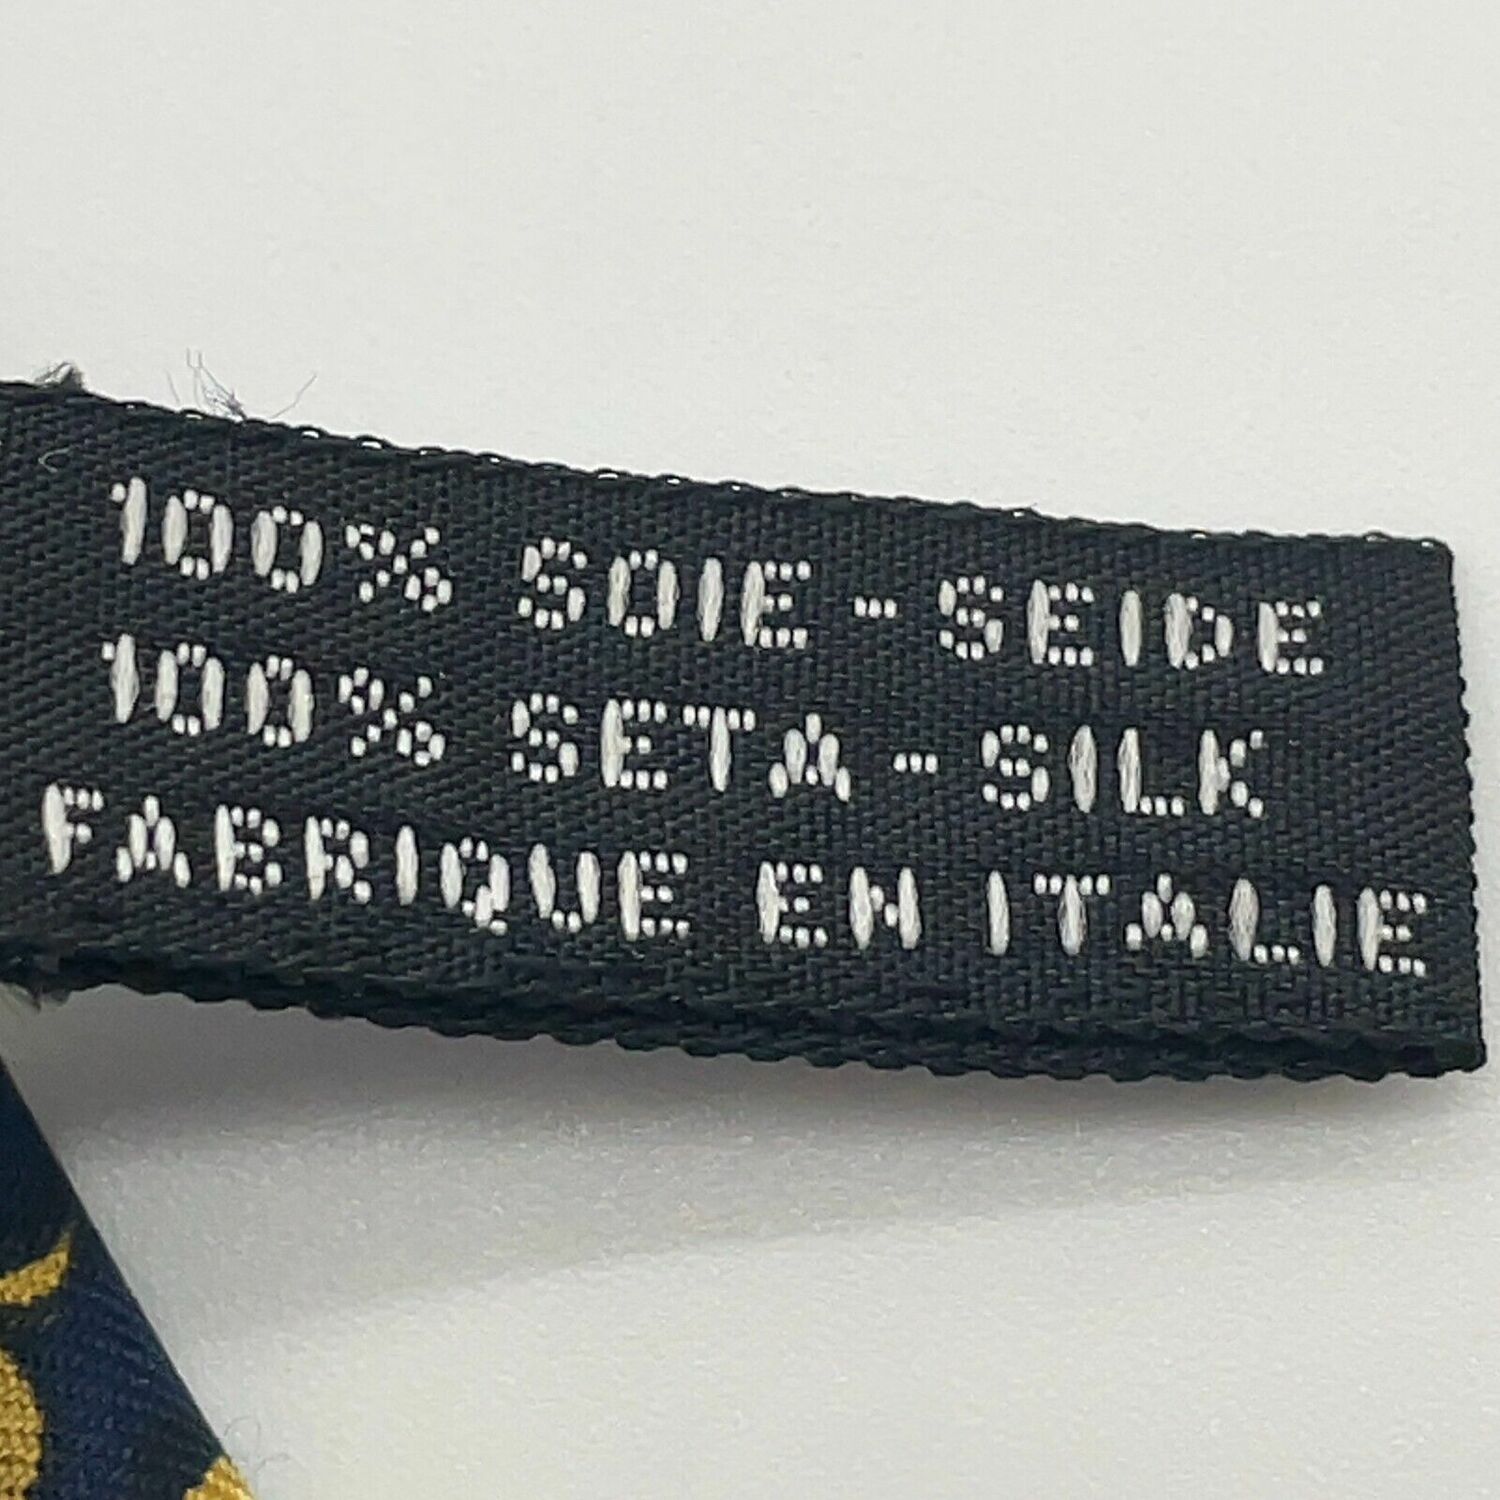 100% SOIE-SEIDE
100% SETA-SILK
FABRIQUE EN ITALIE